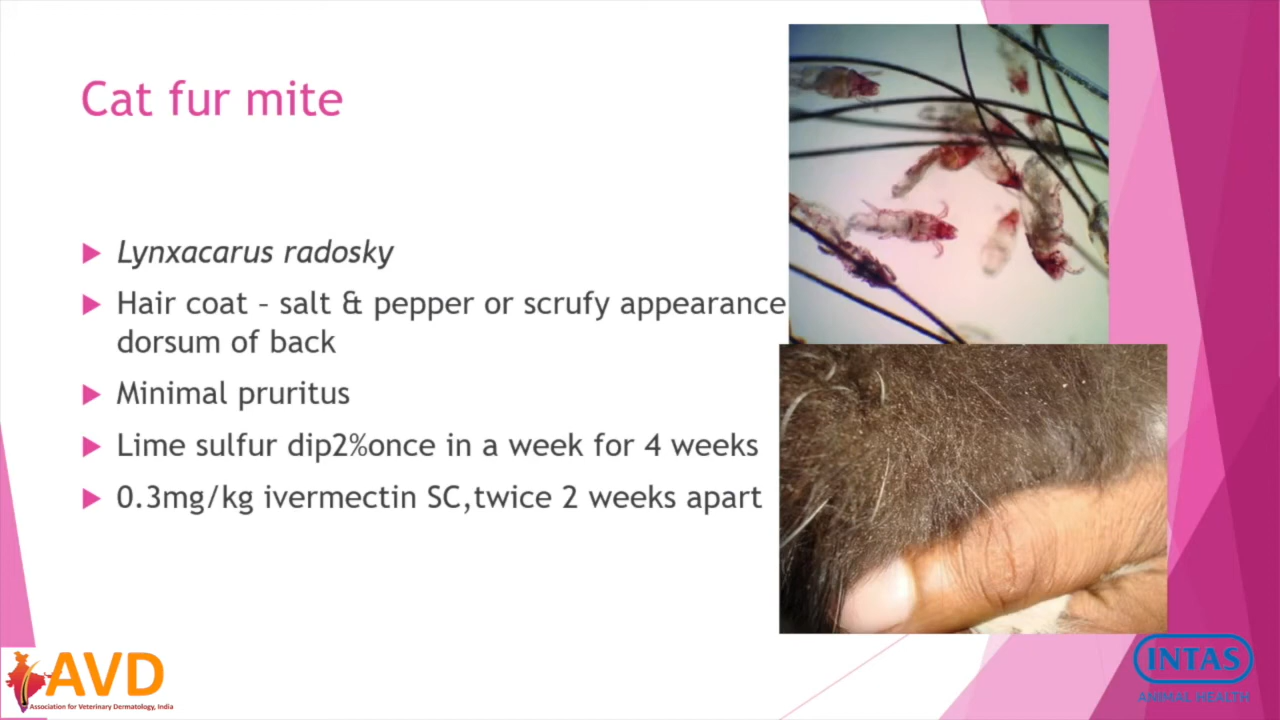 Cat fur mite
Lynxacarus radosky
Hair coat – salt & pepper or scrufy appearance
dorsum of back
Minimal pruritus
Lime sulfur dip2%once in a week for 4 weeks
0.3mg/kg ivermectin SC,twice 2 weeks apart
AVD
Association for Veterinary Dermatology, India
INTAS
ANIMAL HEALTH